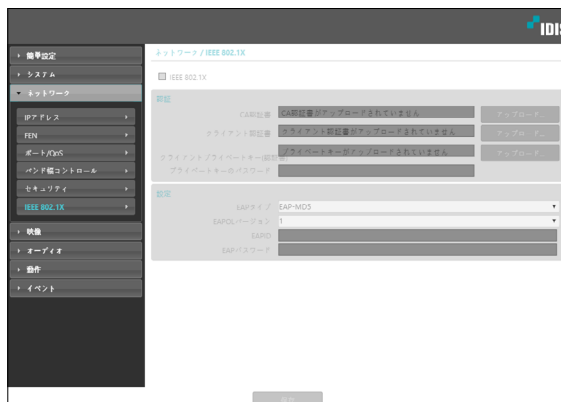 IDIS
簡単設定
システム
ネットワーク
IPアドレス
FEN
ポート/QoS
バンド幅コントロール
セキュリティ
IEEE 802.1X
映像
オーディオ
動作
イベント
ネットワーク / IEEE 802.1X
IEEE 802.1X
認証
CA認証書 CA認証書がアップロードされていません アップロード...
クライアント認証書 クライアント認証書がアップロードされていません アップロード...
クライアントプライベートキー(認証書) プライベートキーがアップロードされていません アップロード...
プライベートキーのパスワード
設定
EAPタイプ EAP-MD5
EAPOLバージョン 1
EAPID
EAPパスワード